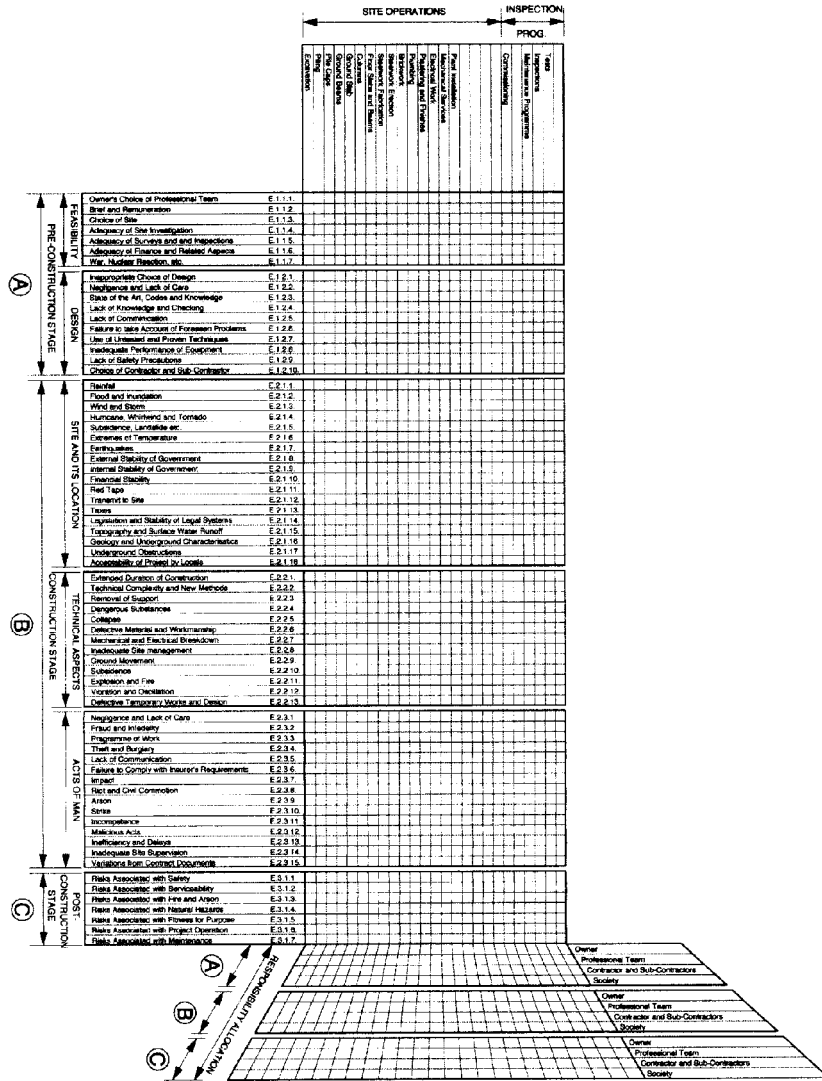 SITE OPERATIONS
INSPECTION
PROG.
Excavation
Piling
Pile Caps
Ground Beams
Ground Slab
Columns
Floor Slabs and Beams
Steelwork Fabrication
Steelwork Erection
Brickwork
Plumbing
Plastering and Finishes
Electrical Work
Mechanical Services
Plant Installation
Commissioning
Maintenance Programme
Inspections
Tests
A
PRE-CONSTRUCTION STAGE
FEASIBILITY
Owner's Choice of Professional Team E.1.1.1.
Brief and Remuneration E.1.1.2.
Choice of Site E.1.1.3.
Adequacy of Site Investigation E.1.1.4.
Adequacy of Surveys and and Inspections E.1.1.5.
Adequacy of Finance and Related Aspects E.1.1.6.
War, Nuclear Reaction, etc. E.1.1.7.
DESIGN
Inappropriate Choice of Design E.1.2.1.
Negligence and Lack of Care E.1.2.2.
State of the Art, Codes and Knowledge E.1.2.3.
Lack of Knowledge and Checking E.1.2.4.
Lack of Communication E.1.2.5.
Failure to take Account of Foreseen Problems E.1.2.6.
Use of Untested and Proven Techniques E.1.2.7.
Inadequate Performance of Equipment E.1.2.8.
Lack of Safety Precautions E.1.2.9.
Choice of Contractor and Sub-Contractor E.1.2.10.
B
CONSTRUCTION STAGE
SITE AND ITS LOCATION
Rainfall E.2.1.1.
Flood and Inundation E.2.1.2.
Wind and Storm E.2.1.3.
Hurricane, Whirlwind and Tornado E.2.1.4.
Subsidence, Landslide etc. E.2.1.5.
Extremes of Temperature E.2.1.6.
Earthquakes E.2.1.7.
External Stability of Government E.2.1.8.
Internal Stability of Government E.2.1.9.
Financial Stability E.2.1.10.
Red Tape E.2.1.11.
Transmit to Site E.2.1.12.
Taxes E.2.1.13.
Legislation and Stability of Legal Systems E.2.1.14.
Topography and Surface Water Runoff E.2.1.15.
Geology and Underground Characteristics E.2.1.16
Underground Obstructions E.2.1.17
Acceptability of Project by Locals E.2.1.18
TECHNICAL ASPECTS
Extended Duration of Construction E.2.2.1.
Technical Complexity and New Methods E.2.2.2.
Removal of Support E.2.2.3
Dangerous Substances E.2.2.4
Collapse E.2.2.5
Defective Material and Workmanship E.2.2.6
Mechanical and Electrical Breakdown E.2.2.7
Inadequate Site management E.2.2.8
Ground Movement E.2.2.9
Subsidence E.2.2.10.
Explosion and Fire E.2.2.11.
Vibration and Oscillation E.2.2.12
Defective Temporary Works and Design E.2.2.13
ACTS OF MAN
Negligence and Lack of Care E.2.3.1
Fraud and Infidelity E.2.3.2
Programme of Work E.2.3.3
Theft and Burglary E.2.3.4.
Lack of Communication E.2.3.5.
Failure to Comply with Insurer's Requirements E.2.3.6.
Impact E.2.3.7.
Riot and Civil Commotion E.2.3.8.
Arson E.2.3.9
Strike E.2.3.10.
Incompetence E.2.3.11
Malicious Acts E.2.3.12
Inefficiency and Delays E.2.3.13
Inadequate Site Supervision E.2.3.14.
Variations from Contract Documents E.2.3.15.
C
POST-CONSTRUCTION STAGE
Risks Associated with Safety E.3.1.1
Risks Associated with Serviceability E.3.1.2.
Risks Associated with Fire and Arson E.3.1.3.
Risks Associated with Natural Hazards E.3.1.4.
Risks Associated with Fitness for Purpose E.3.1.5
Risks Associated with Project Operation E.3.1.6.
Risks Associated with Maintenance E.3.1.7.
RESPONSIBILITY ALLOCATION
A
Owner
Professional Team
Contractor and Sub-Contractors
Society
B
Owner
Professional Team
Contractor and Sub-Contractors
Society
C
Owner
Professional Team
Contractor and Sub-Contractors
Society